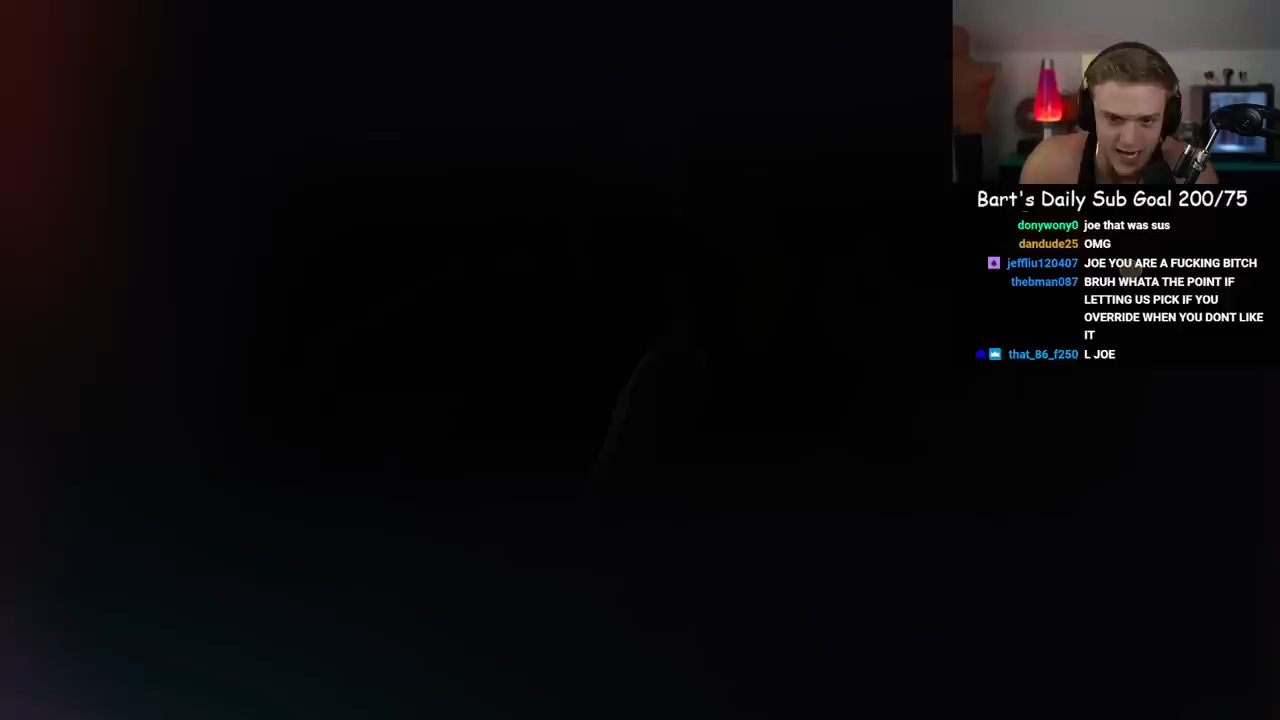 Bart's Daily Sub Goal 200/75
donywony0 joe that was sus
dandude25 OMG
jeffliu120407 JOE YOU ARE A FUCKING BITCH
thebman087 BRUH WHATA THE POINT IF
LETTING US PICK IF YOU
OVERRIDE WHEN YOU DONT LIKE
IT
that_86_f250 L JOE